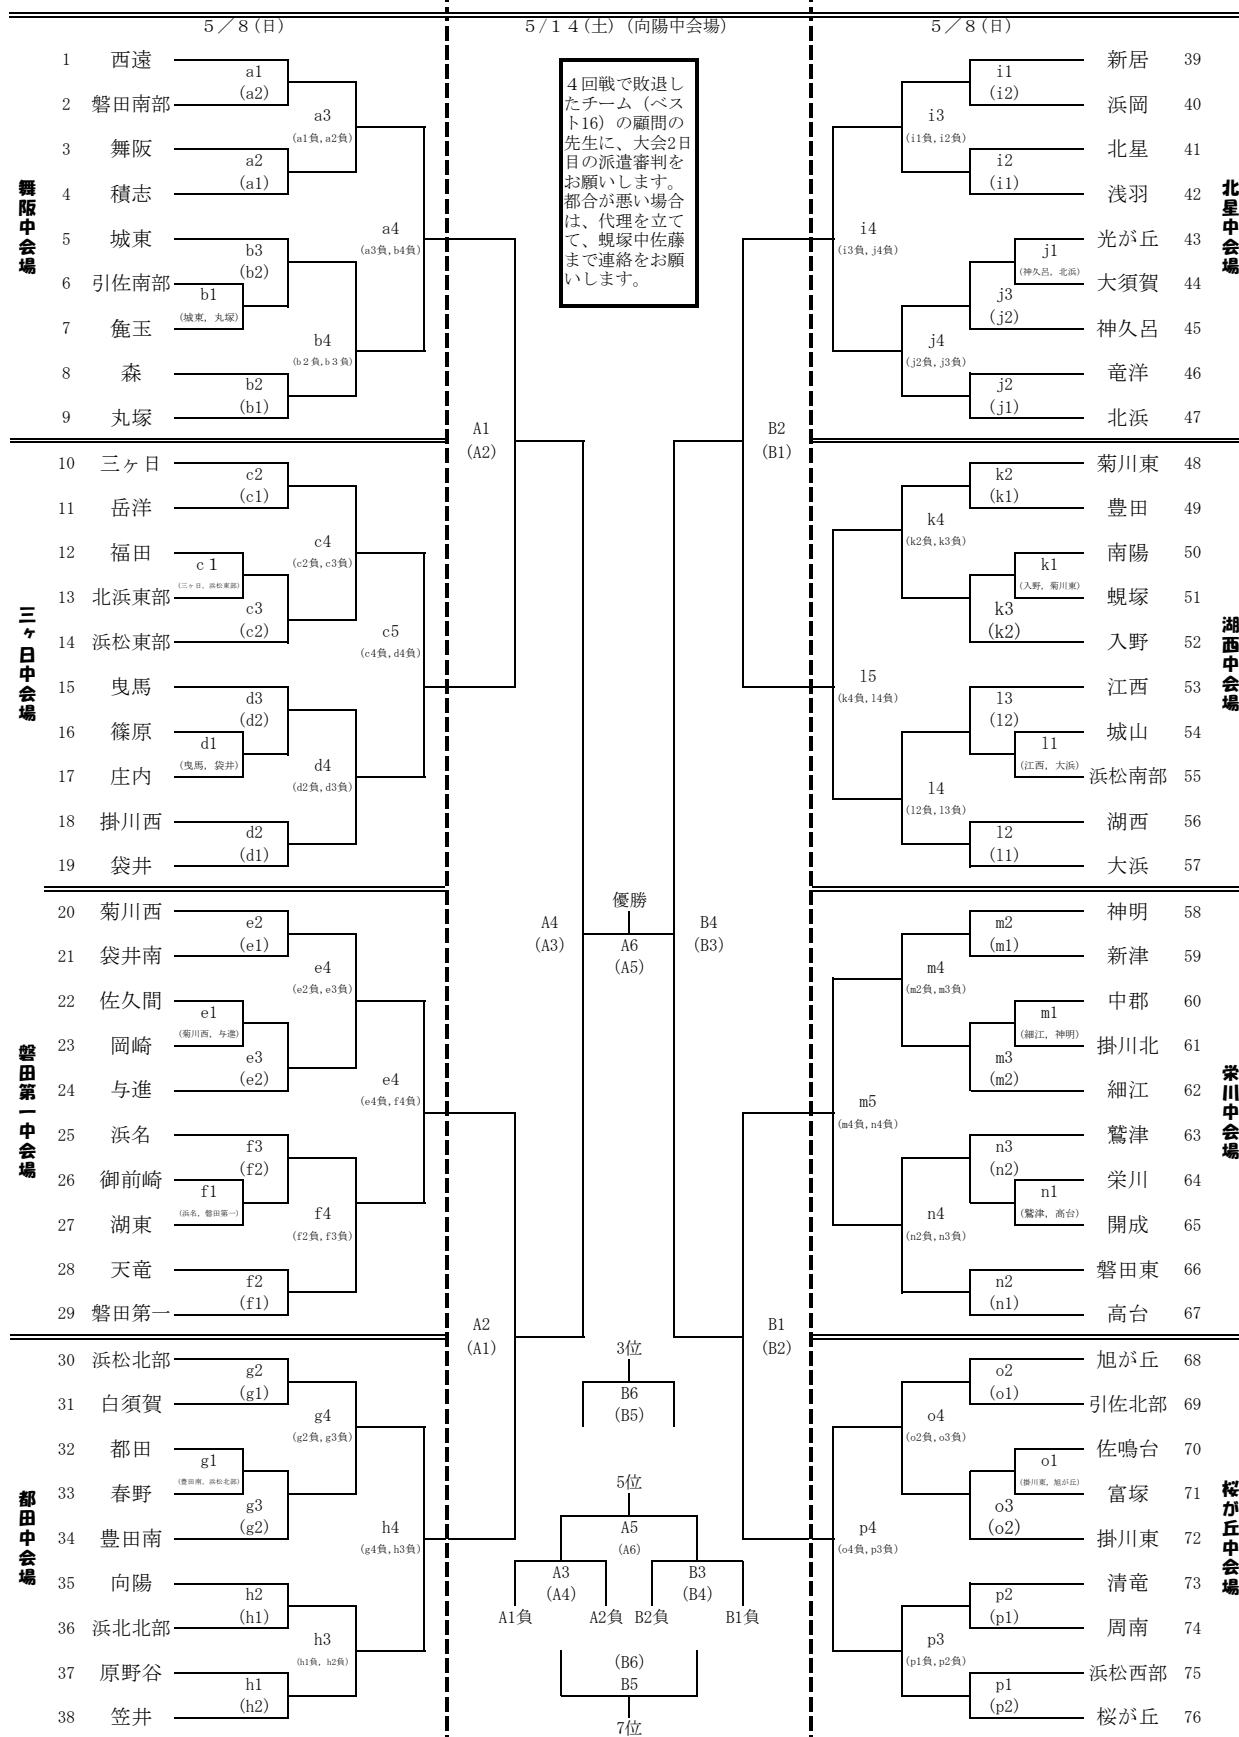 5／8(日)
5/14(土)(向陽中会場)
5／8(日)
4回戦で敗退し
たチーム（ベス
ト16）の顧問の
先生に、大会2日
目の派遣審判を
お願いします。
都合が悪い場合
は、代理を立て
て、蜆塚中佐藤
まで連絡をお願
いします。
舞阪中会場
1 西遠
2 磐田南部
3 舞阪
4 積志
5 城東
6 引佐南部
7 麁玉
8 森
9 丸塚
a1
(a2)
a2
(a1)
a3
(a1負,a2負)
b3
(b2)
b1
(城東, 丸塚)
b2
(b1)
b4
(b2負,b3負)
a4
(a3負,b4負)
三ヶ日中会場
10 三ヶ日
11 岳洋
12 福田
13 北浜東部
14 浜松東部
15 曳馬
16 篠原
17 庄内
18 掛川西
19 袋井
c2
(c1)
c1
(三ヶ日, 浜松東部)
c3
(c2)
c4
(c2負,c3負)
d3
(d2)
d1
(曳馬, 袋井)
d2
(d1)
d4
(d2負,d3負)
c5
(c4負,d4負)
磐田第一中会場
20 菊川西
21 袋井南
22 佐久間
23 岡崎
24 与進
25 浜名
26 御前崎
27 湖東
28 天竜
29 磐田第一
e2
(e1)
e1
(菊川西, 与進)
e3
(e2)
e4
(e2負,e3負)
f3
(f2)
f1
(浜名, 磐田第一)
f2
(f1)
f4
(f2負,f3負)
e4
(e4負,f4負)
都田中会場
30 浜松北部
31 白須賀
32 都田
33 春野
34 豊田南
35 向陽
36 浜北北部
37 原野谷
38 笠井
g2
(g1)
g1
(豊田南, 浜松北部)
g3
(g2)
g4
(g2負,g3負)
h2
(h1)
h1
(h2)
h3
(h1負, h2負)
h4
(g4負,h3負)
A1
(A2)
A2
(A1)
A4
(A3)
優勝
A6
(A5)
B4
(B3)
B2
(B1)
B1
(B2)
3位
B6
(B5)
5位
A5
(A6)
A3
(A4)
B3
(B4)
A1負 A2負 B2負 B1負
(B6)
B5
7位
北星中会場
新居 39
浜岡 40
北星 41
浅羽 42
光が丘 43
大須賀 44
神久呂 45
竜洋 46
北浜 47
i1
(i2)
i2
(i1)
i3
(i1負,i2負)
j1
(神久呂, 北浜)
j3
(j2)
j2
(j1)
j4
(j2負,j3負)
i4
(i3負,j4負)
湖西中会場
菊川東 48
豊田 49
南陽 50
蜆塚 51
入野 52
江西 53
城山 54
浜松南部 55
湖西 56
大浜 57
k2
(k1)
k1
(入野, 菊川東)
k3
(k2)
k4
(k2負,k3負)
l3
(l2)
l1
(江西, 大浜)
l2
(l1)
l4
(l2負,l3負)
l5
(k4負,l4負)
栄川中会場
神明 58
新津 59
中郡 60
掛川北 61
細江 62
鷲津 63
栄川 64
開成 65
磐田東 66
高台 67
m2
(m1)
m1
(細江, 神明)
m3
(m2)
m4
(m2負,m3負)
n3
(n2)
n1
(鷲津, 高台)
n2
(n1)
n4
(n2負,n3負)
m5
(m4負,n4負)
桜が丘中会場
旭が丘 68
引佐北部 69
佐鳴台 70
富塚 71
掛川東 72
清竜 73
周南 74
浜松西部 75
桜が丘 76
o2
(o1)
o1
(掛川東, 旭が丘)
o3
(o2)
o4
(o2負,o3負)
p2
(p1)
p1
(p2)
p3
(p1負,p2負)
p4
(o4負,p3負)